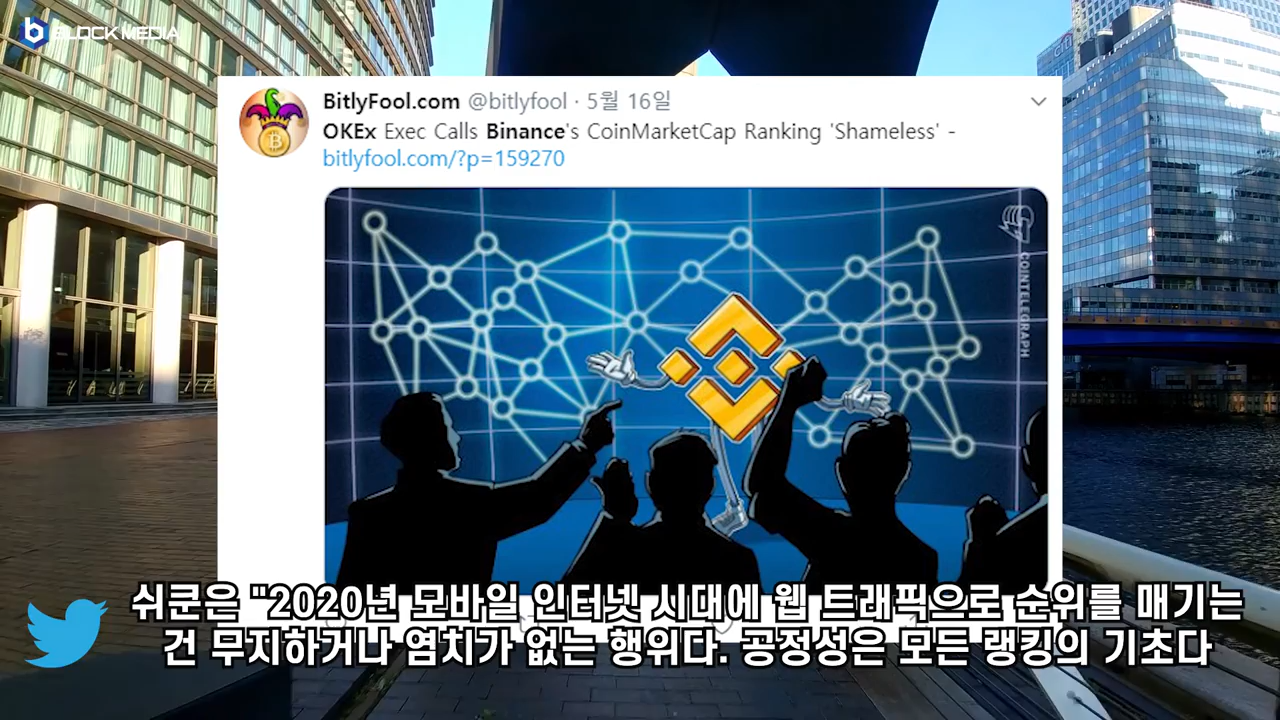 BLOCK MEDIA
BitlyFool.com @bitlyfool · 5월 16일
OKEx Exec Calls Binance's CoinMarketCap Ranking 'Shameless' -
bitlyfool.com/?p=159270
COINTELEGRAPH
쉬쿤은 "2020년 모바일 인터넷 시대에 웹 트래픽으로 순위를 매기는
건 무지하거나 염치가 없는 행위다. 공정성은 모든 랭킹의 기초다